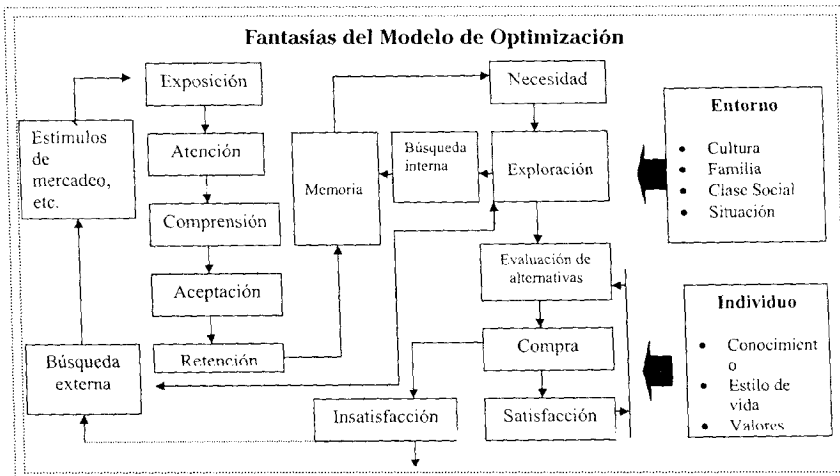 Fantasías del Modelo de Optimización
Exposición
Necesidad
Estímulos
de
mercadeo,
etc.
Atención
Memoria
Búsqueda
interna
Exploración
Comprensión
Aceptación
Evaluación de
alternativas
Búsqueda
externa
Retención
Compra
Insatisfacción
Satisfacción
Entorno
• Cultura
• Familia
• Clase Social
• Situación
Individuo
• Conocimient
o
• Estilo de
vida
• Valores